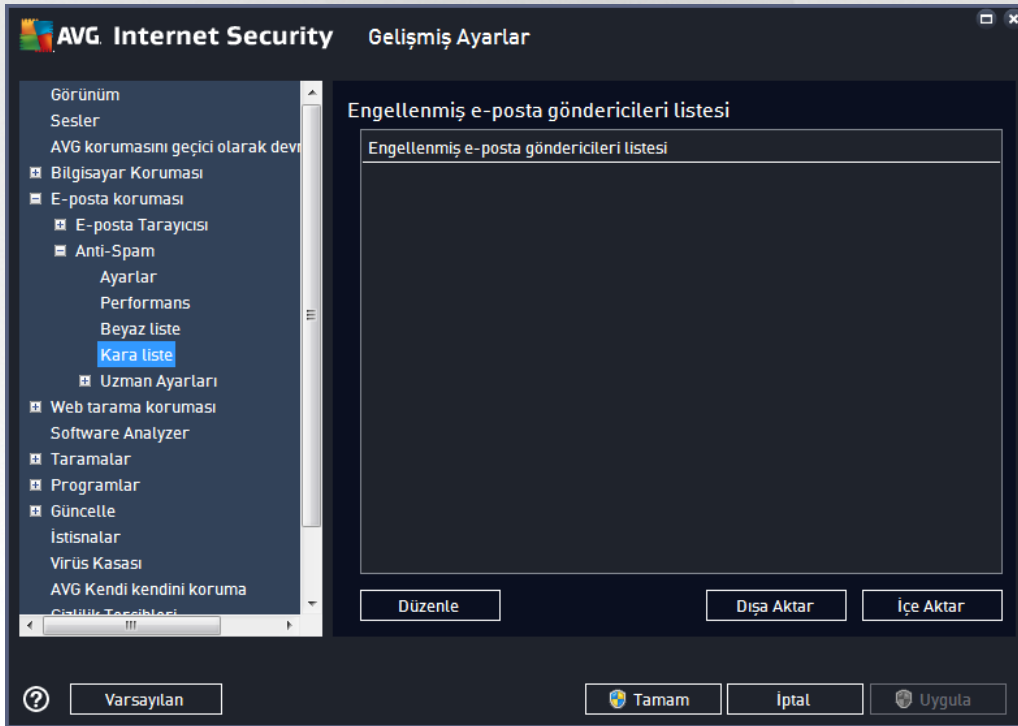 AVG. Internet Security Gelişmiş Ayarlar
Görünüm
Sesler
AVG korumasını geçici olarak devr
Bilgisayar Koruması
E-posta koruması
E-posta Tarayıcısı
Anti-Spam
Ayarlar
Performans
Beyaz liste
Kara liste
Uzman Ayarları
Web tarama koruması
Software Analyzer
Taramalar
Programlar
Güncelle
İstisnalar
Virüs Kasası
AVG Kendi kendini koruma
Gizlilik Tercihleri
Engellenmiş e-posta göndericileri listesi
Engellenmiş e-posta göndericileri listesi
Düzenle Dışa Aktar İçe Aktar
Varsayılan Tamam İptal Uygula